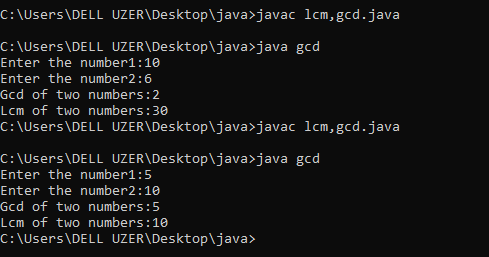 C:\Users\DELL UZER\Desktop\java>javac lcm,gcd.java
C:\Users\DELL UZER\Desktop\java>java gcd
Enter the number1:10
Enter the number2:6
Gcd of two numbers:2
Lcm of two numbers:30
C:\Users\DELL UZER\Desktop\java>javac lcm,gcd.java
C:\Users\DELL UZER\Desktop\java>java gcd
Enter the number1:5
Enter the number2:10
Gcd of two numbers:5
Lcm of two numbers:10
C:\Users\DELL UZER\Desktop\java>